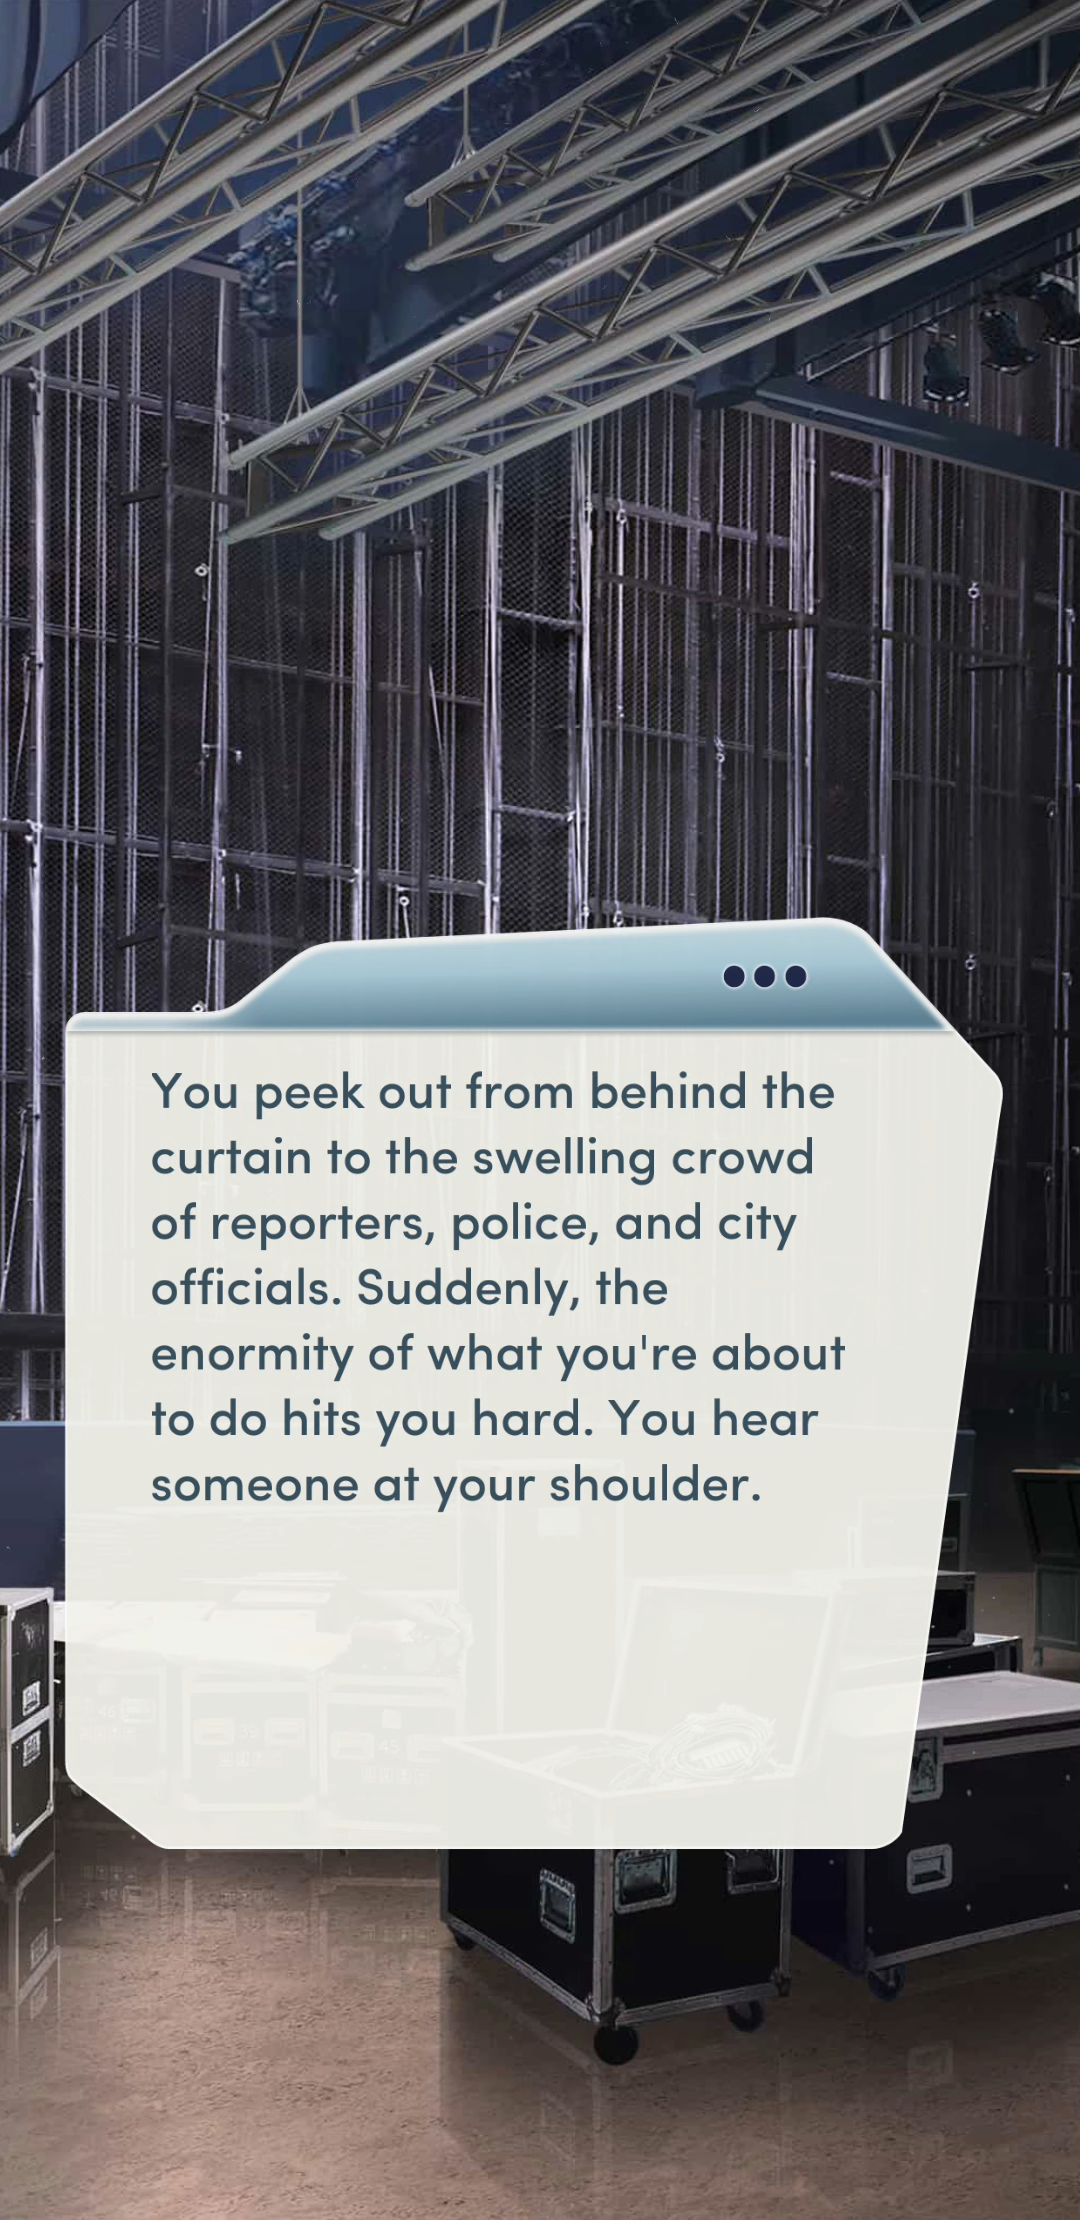 You peek out from behind the
curtain to the swelling crowd
of reporters, police, and city
officials. Suddenly, the
enormity of what you're about
to do hits you hard. You hear
someone at your shoulder.